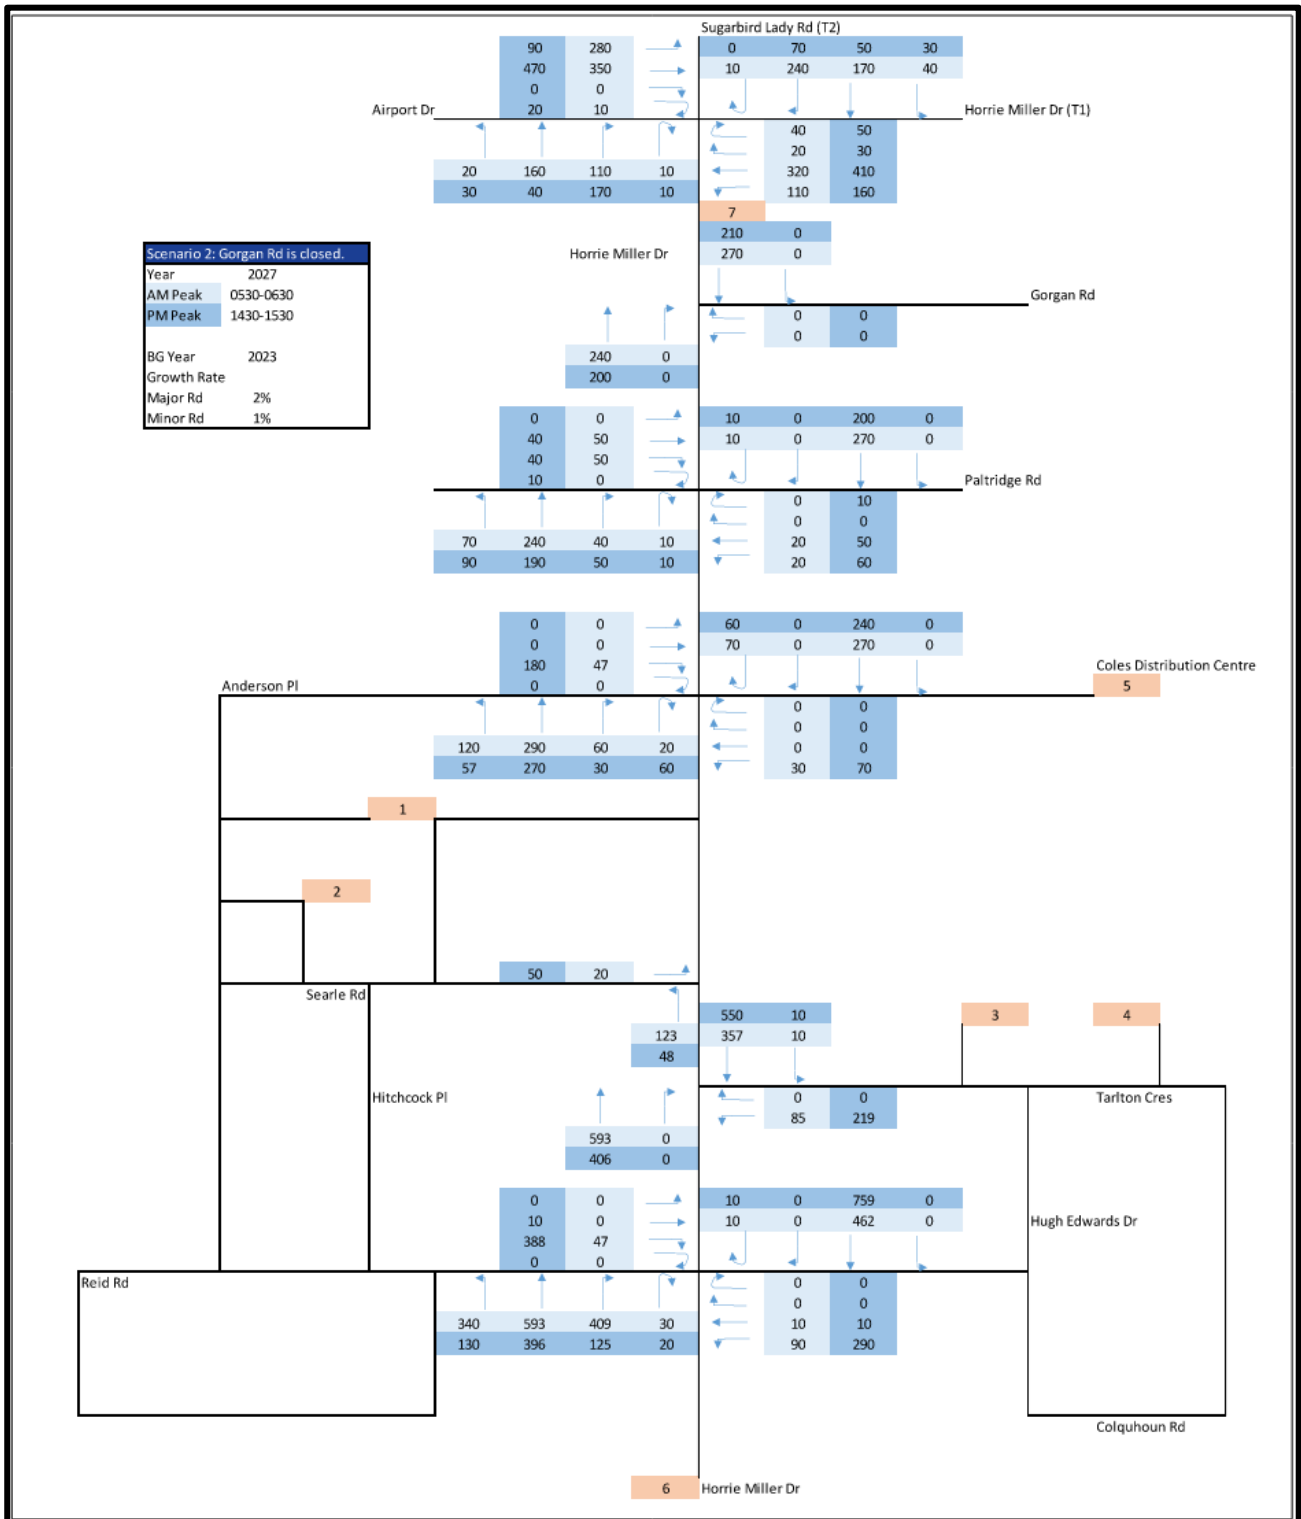 Sugarbird Lady Rd (T2)
90 280 0 70 50 30
470 350 10 240 170 40
0 0
Airport Dr 20 10 Horrie Miller Dr (T1)
40 50
20 30
20 160 110 10 320 410
30 40 170 10 110 160
7
210 0
Scenario 2: Gorgan Rd is closed. Horrie Miller Dr 270 0
Year 2027
AM Peak 0530-0630 Gorgan Rd
PM Peak 1430-1530 0 0
0 0
BG Year 2023 240 0
Growth Rate 200 0
Major Rd 2%
Minor Rd 1% 0 0 10 0 200 0
40 50 10 0 270 0
40 50
10 0 Paltridge Rd
0 10
0 0
70 240 40 10 20 50
90 190 50 10 20 60
0 0 60 0 240 0
0 0 70 0 270 0
180 47 Coles Distribution Centre
Anderson Pl 0 0 5
0 0
0 0
120 290 60 20 0 0
57 270 30 60 30 70
1
2
50 20
Searle Rd
550 10 3 4
123 357 10
48
Hitchcock Pl 0 0 Tarlton Cres
85 219
593 0
406 0
0 0 10 0 759 0
10 0 10 0 462 0 Hugh Edwards Dr
388 47
0 0
Reid Rd 0 0
0 0
340 593 409 30 10 10
130 396 125 20 90 290
Colquhoun Rd
6 Horrie Miller Dr